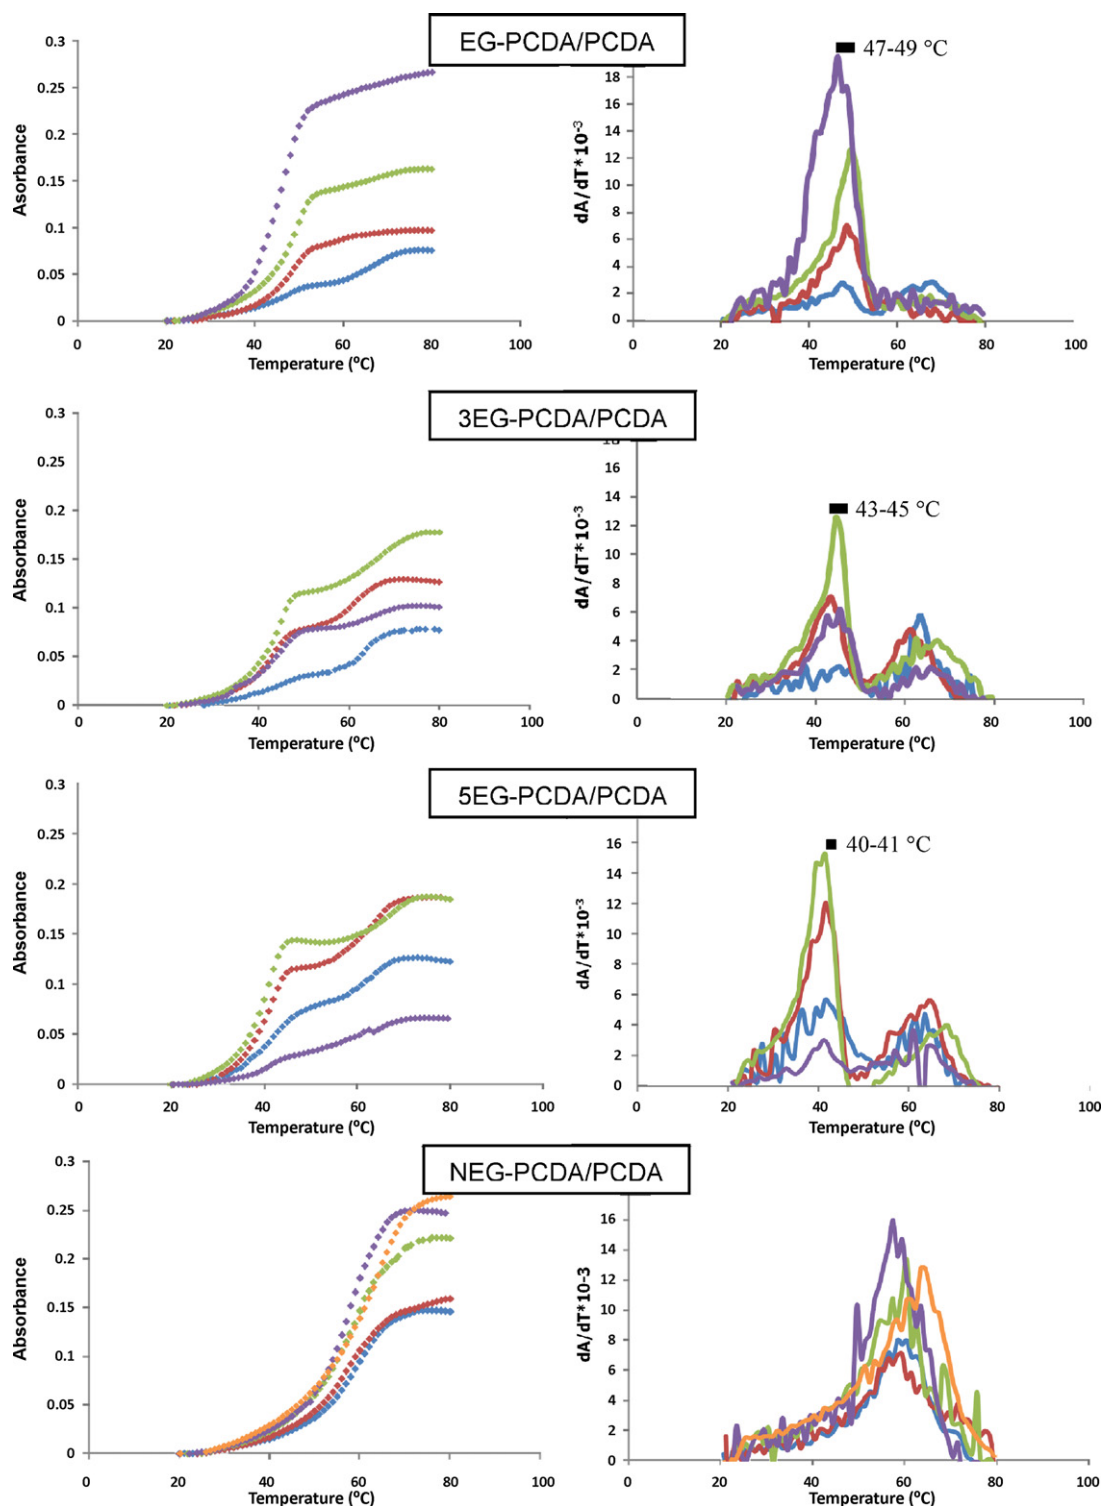 EG-PCDA/PCDA
0.3
0.25
0.2
0.15
0.1
0.05
0
Asorbance
0 20 40 60 80 100
Temperature (°C)
47-49 °C
18
16
14
12
10
8
6
4
2
0
dA/dT*10-3
0 20 40 60 80 100
Temperature (°C)
3EG-PCDA/PCDA
0.3
0.25
0.2
0.15
0.1
0.05
0
Absorbance
0 20 40 60 80 100
Temperature (°C)
43-45 °C
18
16
14
12
10
8
6
4
2
0
dA/dT*10-3
0 20 40 60 80 100
Temperature (°C)
5EG-PCDA/PCDA
0.3
0.25
0.2
0.15
0.1
0.05
0
Absorbance
0 20 40 60 80 100
Temperature (°C)
40-41 °C
16
14
12
10
8
6
4
2
0
dA/dT*10-3
0 20 40 60 80 100
Temperature (°C)
NEG-PCDA/PCDA
0.3
0.25
0.2
0.15
0.1
0.05
0
Absorbance
0 20 40 60 80 100
Temperature (°C)
16
14
12
10
8
6
4
2
0
dA/dT*10-3
0 20 40 60 80 100
Temperature (°C)